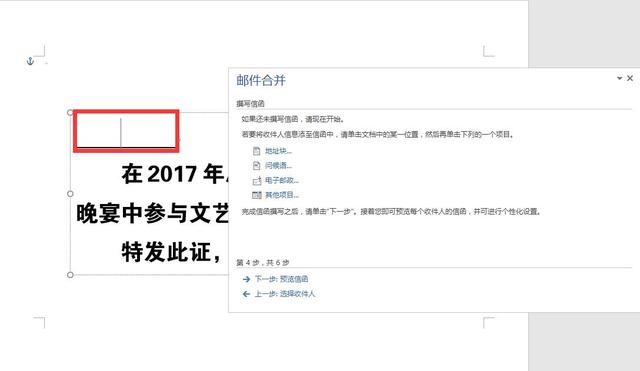 邮件合并
撰写信函
如果还未撰写信函，请现在开始。
若要将收件人信息添至信函中，请单击文档中的某一位置，然后再单击下列的一个项目。
地址块...
问候语...
电子邮政...
其他项目...
完成信函撰写之后，请单击“下一步”。接着您即可预览每个收件人的信函，并可进行个性化设置。
第 4 步，共 6 步
下一步: 预览信函
上一步: 选择收件人
在 2017 年
晚宴中参与文艺
特发此证，